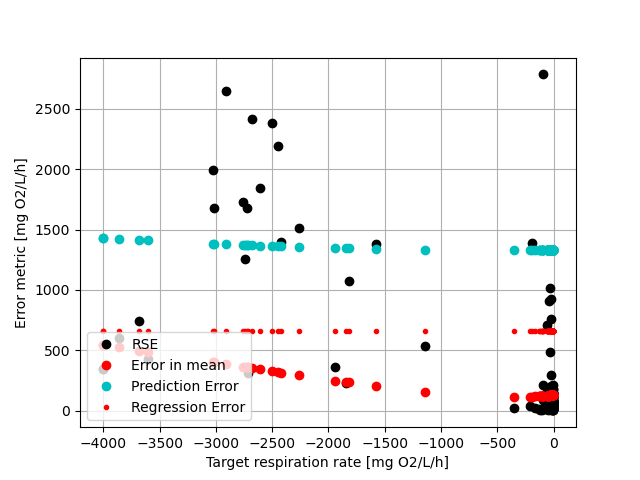 2500
2000
1500
1000
500
0
Error metric [mg O2/L/h]
RSE
Error in mean
Prediction Error
Regression Error
−4000 −3500 −3000 −2500 −2000 −1500 −1000 −500 0
Target respiration rate [mg O2/L/h]